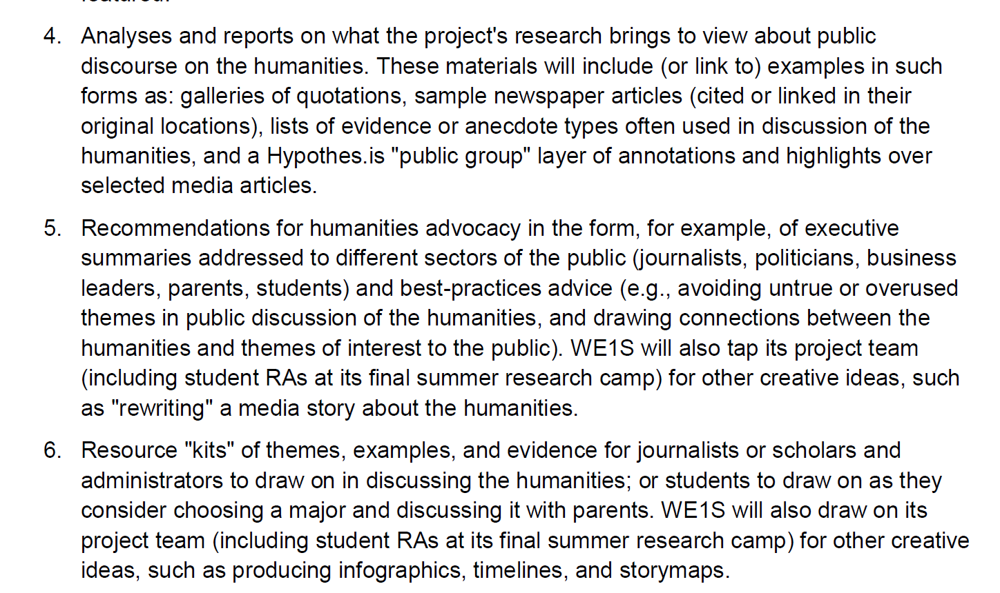 featured.
4. Analyses and reports on what the project's research brings to view about public
discourse on the humanities. These materials will include (or link to) examples in such
forms as: galleries of quotations, sample newspaper articles (cited or linked in their
original locations), lists of evidence or anecdote types often used in discussion of the
humanities, and a Hypothes.is "public group" layer of annotations and highlights over
selected media articles.
5. Recommendations for humanities advocacy in the form, for example, of executive
summaries addressed to different sectors of the public (journalists, politicians, business
leaders, parents, students) and best-practices advice (e.g., avoiding untrue or overused
themes in public discussion of the humanities, and drawing connections between the
humanities and themes of interest to the public). WE1S will also tap its project team
(including student RAs at its final summer research camp) for other creative ideas, such
as "rewriting" a media story about the humanities.
6. Resource "kits" of themes, examples, and evidence for journalists or scholars and
administrators to draw on in discussing the humanities; or students to draw on as they
consider choosing a major and discussing it with parents. WE1S will also draw on its
project team (including student RAs at its final summer research camp) for other creative
ideas, such as producing infographics, timelines, and storymaps.